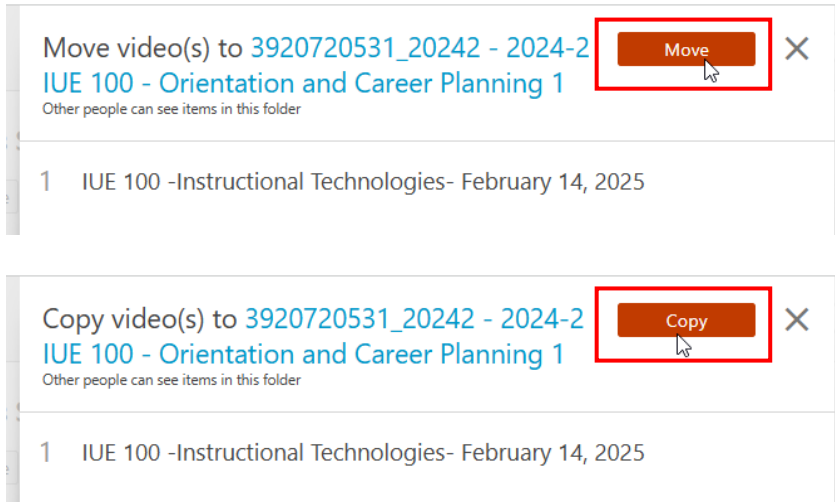 Move video(s) to 3920720531_20242 - 2024-2
Move
IUE 100 - Orientation and Career Planning 1
Other people can see items in this folder
1 IUE 100 -Instructional Technologies- February 14, 2025
Copy video(s) to 3920720531_20242 - 2024-2
Copy
IUE 100 - Orientation and Career Planning 1
Other people can see items in this folder
1 IUE 100 -Instructional Technologies- February 14, 2025